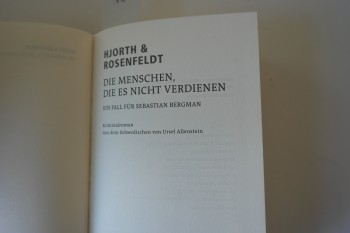 HJORTH &
ROSENFELDT
DIE MENSCHEN,
DIE ES NICHT VERDIENEN
EIN FALL FÜR SEBASTIAN BERGMAN
Kriminalroman
Aus dem Schwedischen von Ursel Allenstein